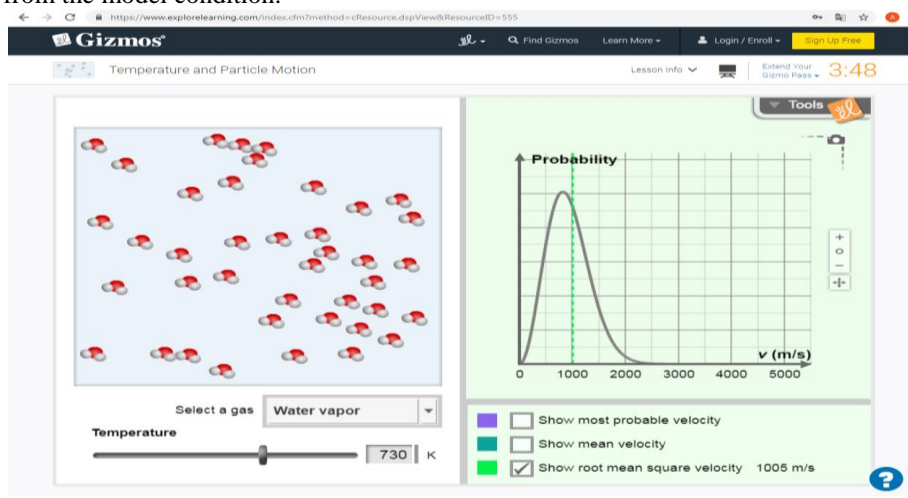 from the model condition.
https://www.explorelearning.com/index.cfm?method=cResource.dspView&ResourceID=555
Gizmos
Find Gizmos Learn More Login / Enroll Sign Up Free
Temperature and Particle Motion Lesson Info Extend Your Gizmo Pass 3:48
Tools
Probability
v (m/s)
0 1000 2000 3000 4000 5000
Select a gas Water vapor
Temperature
730 K
Show most probable velocity
Show mean velocity
Show root mean square velocity 1005 m/s
?